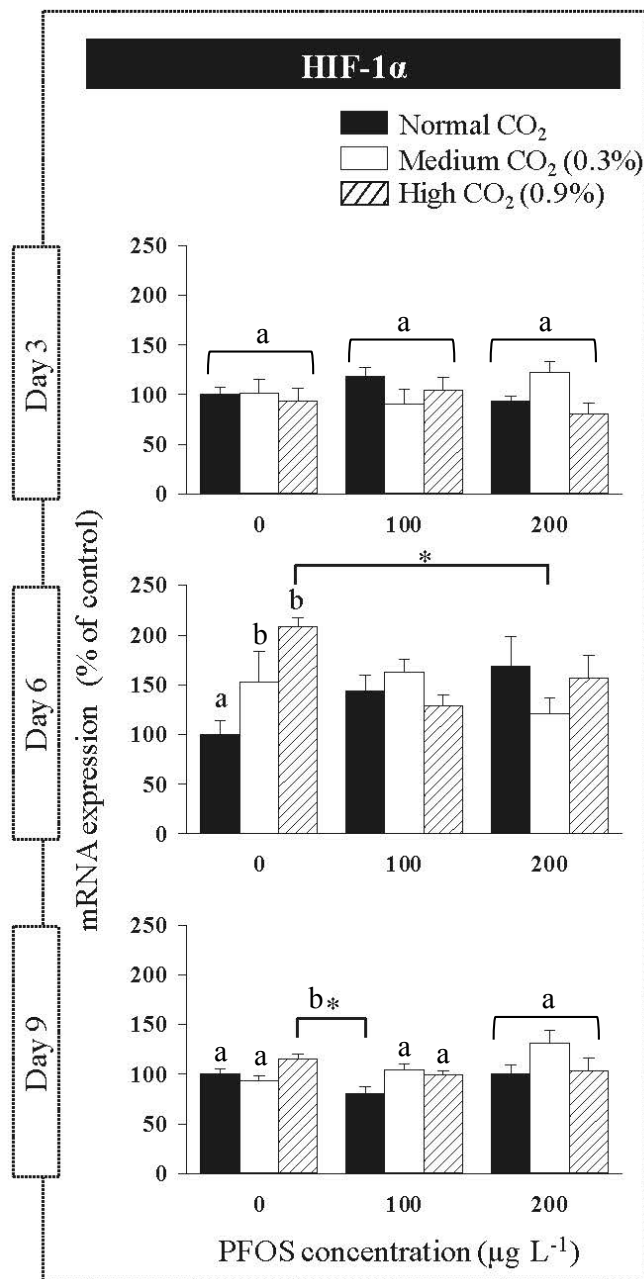 HIF-1α
Normal CO₂
Medium CO₂ (0.3%)
High CO₂ (0.9%)
mRNA expression (% of control)
Day 3
250
200
150
100
50
0
a
a
a
0
100
200
Day 6
250
200
150
100
50
0
a
b
b
*
0
100
200
Day 9
250
200
150
100
50
0
a
a
b*
a
a
a
0
100
200
PFOS concentration (µg L⁻¹)